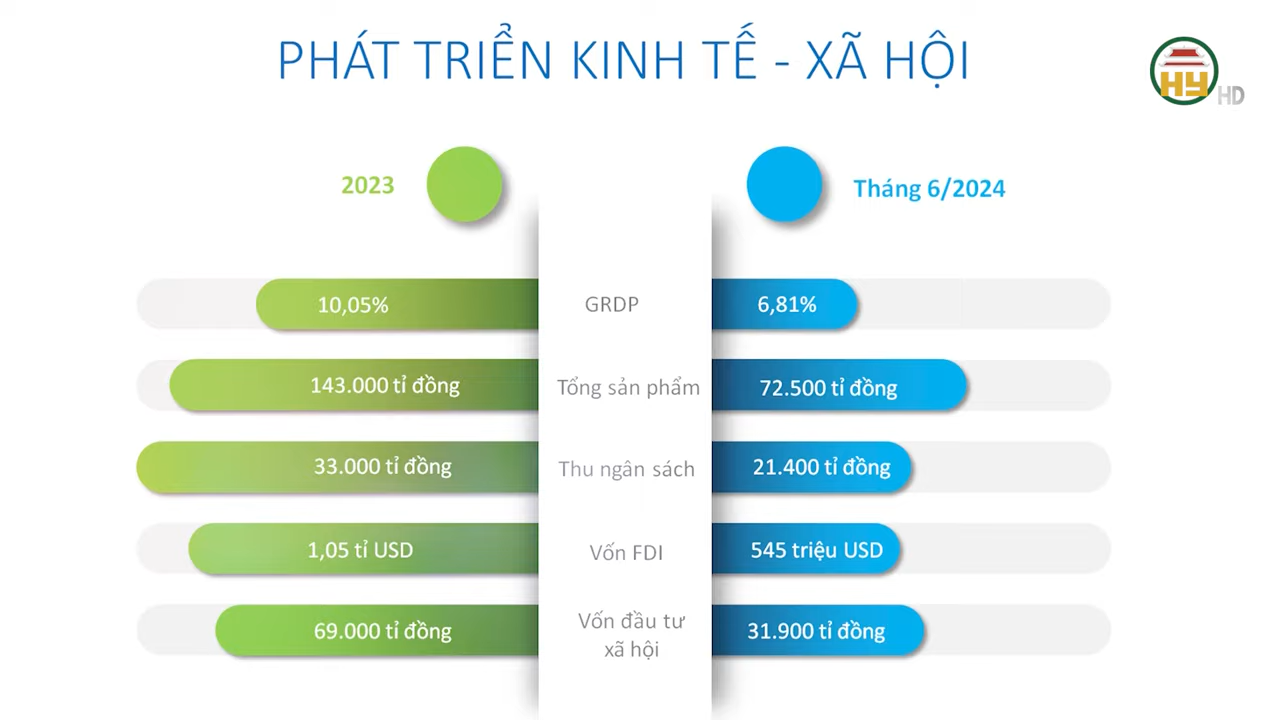 PHÁT TRIỂN KINH TẾ - XÃ HỘI
HY HD
2023
Tháng 6/2024
10,05%
GRDP
6,81%
143.000 tỉ đồng
Tổng sản phẩm
72.500 tỉ đồng
33.000 tỉ đồng
Thu ngân sách
21.400 tỉ đồng
1,05 tỉ USD
Vốn FDI
545 triệu USD
69.000 tỉ đồng
Vốn đầu tư
xã hội
31.900 tỉ đồng